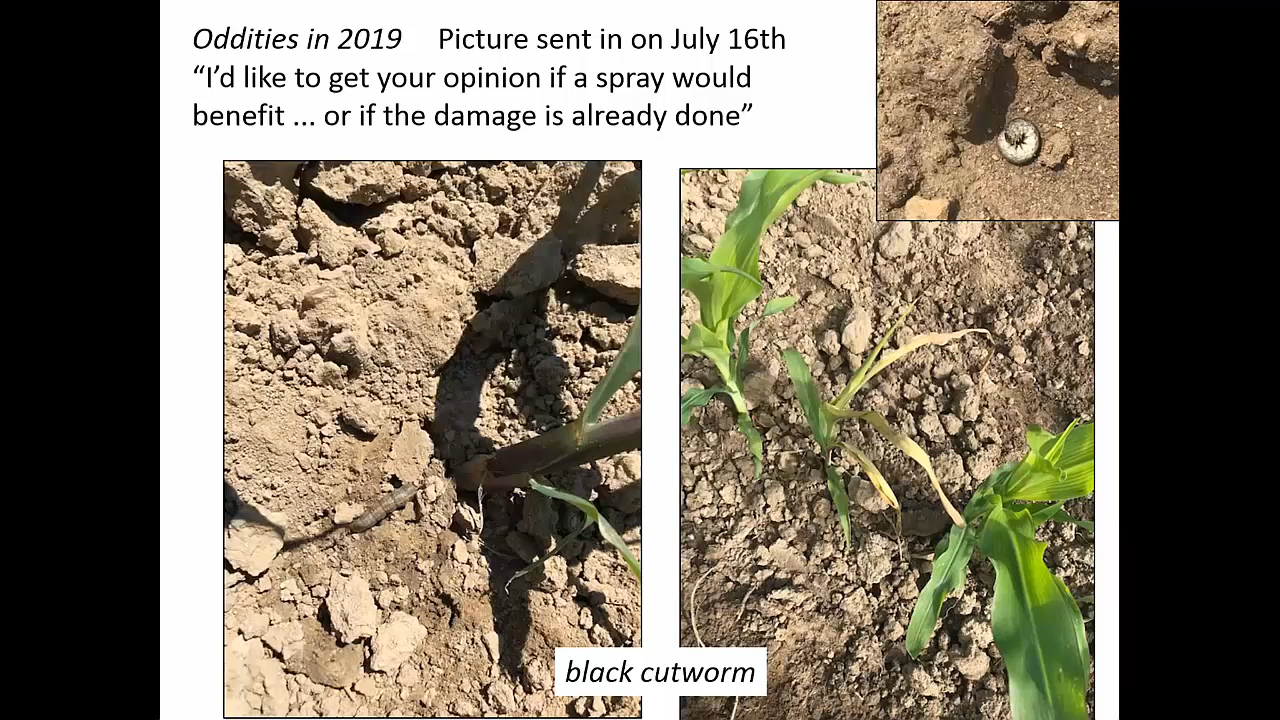 Oddities in 2019 Picture sent in on July 16th
“I’d like to get your opinion if a spray would
benefit ... or if the damage is already done”
black cutworm